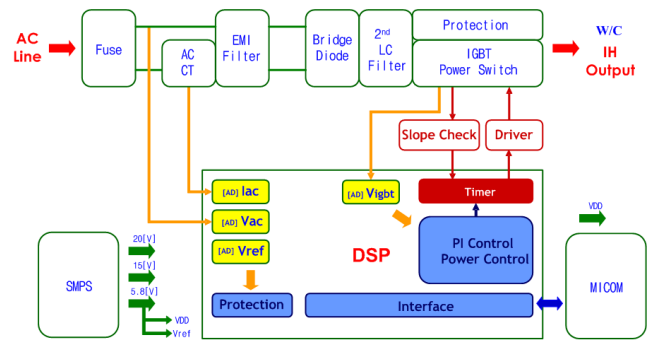 AC
Line
Fuse
AC
CT
EMI
Filter
Bridge
Diode
2nd
LC
Filter
Protection
IGBT
Power Switch
W/C
IH
Output
Slope Check
Driver
[AD] Iac
[AD] Vigbt
Timer
[AD] Vac
[AD] Vref
DSP
PI Control
Power Control
Protection
Interface
SMPS
20[V]
15[V]
5.8[V]
VDD
Vref
VDD
MICOM